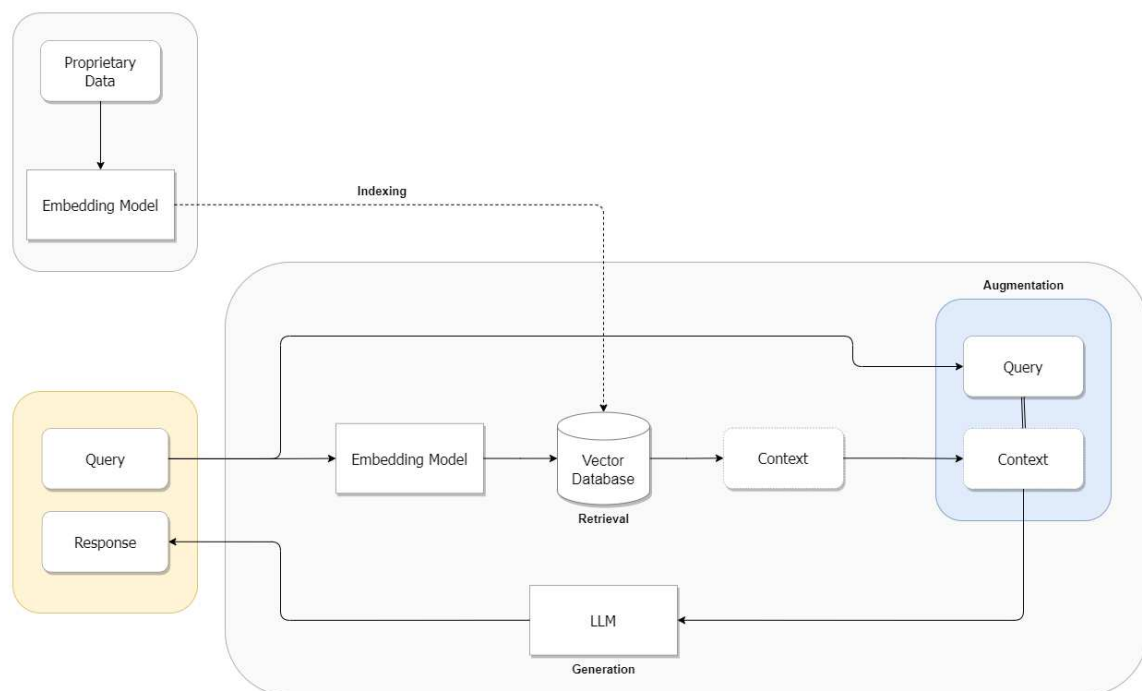 Proprietary
Data
Embedding Model
Indexing
Augmentation
Query
Query
Embedding Model
Vector
Database
Retrieval
Context
Context
Response
LLM
Generation